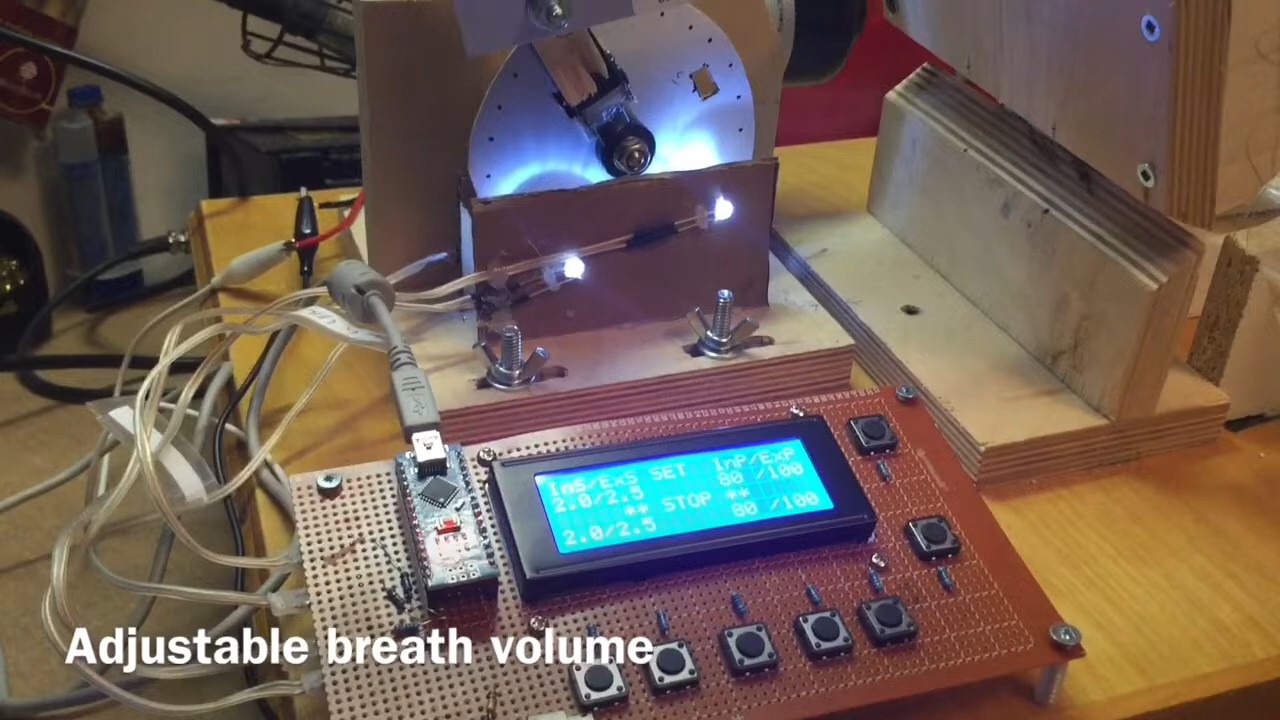 InS/ExS SET InP/ExP
2.0/2.5 80 /100
** STOP **
2.0/2.5 80 /100
Adjustable breath volume